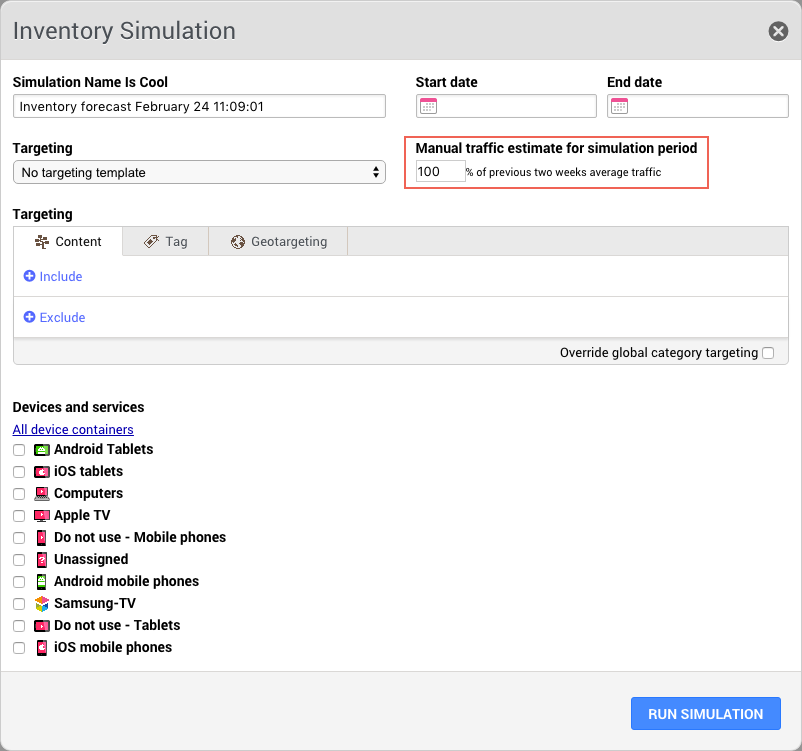 Inventory Simulation
Simulation Name Is Cool
Start date
End date
Inventory forecast February 24 11:09:01
Targeting
Manual traffic estimate for simulation period
No targeting template
100 % of previous two weeks average traffic
Targeting
Content Tag Geotargeting
Include
Exclude
Override global category targeting
Devices and services
All device containers
Android Tablets
iOS tablets
Computers
Apple TV
Do not use - Mobile phones
Unassigned
Android mobile phones
Samsung-TV
Do not use - Tablets
iOS mobile phones
RUN SIMULATION